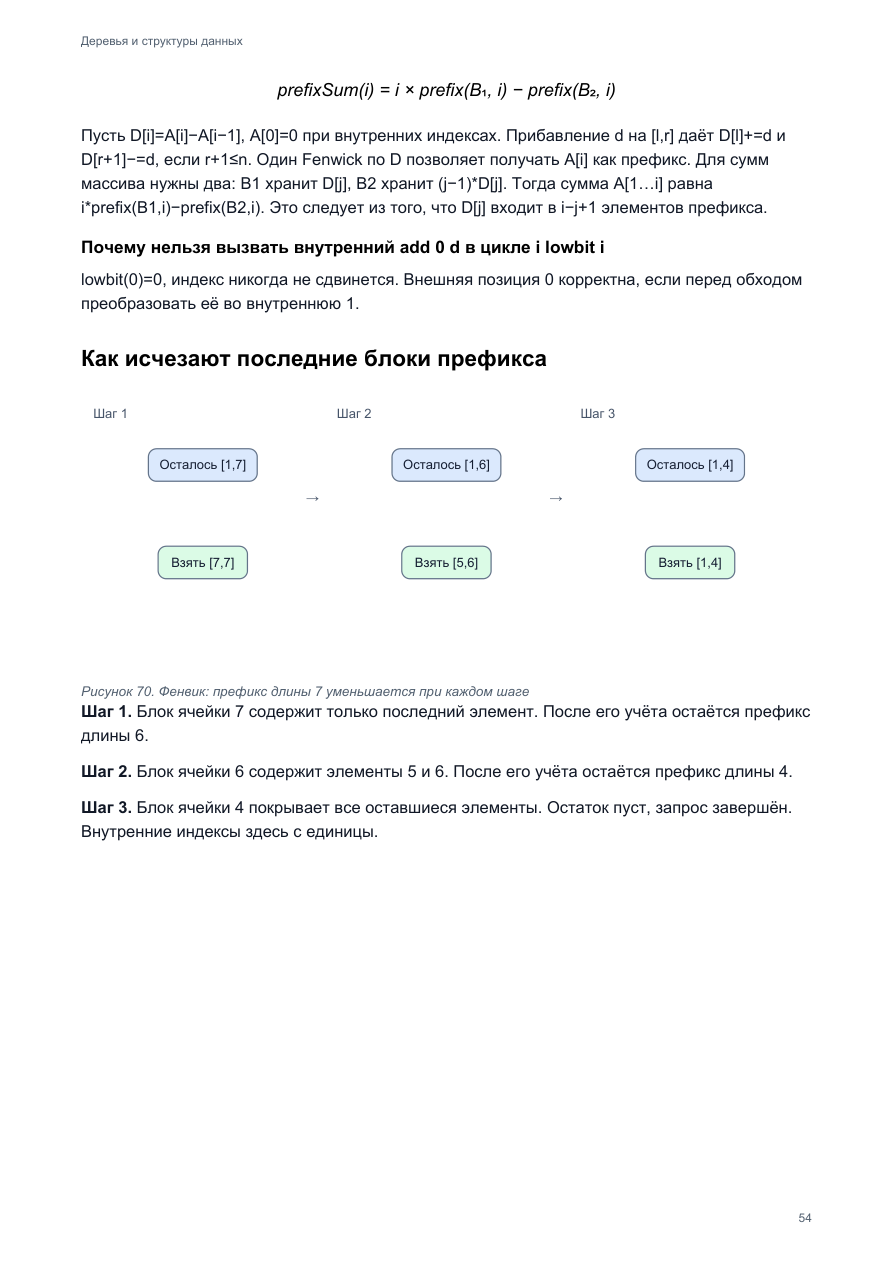 Деревья и структуры данных
prefixSum(i) = i × prefix(B₁, i) − prefix(B₂, i)
Пусть D[i]=A[i]−A[i−1], A[0]=0 при внутренних индексах. Прибавление d на [l,r] даёт D[l]+=d и
D[r+1]−=d, если r+1≤n. Один Fenwick по D позволяет получать A[i] как префикс. Для сумм
массива нужны два: B1 хранит D[j], B2 хранит (j−1)*D[j]. Тогда сумма A[1…i] равна
i*prefix(B1,i)−prefix(B2,i). Это следует из того, что D[j] входит в i−j+1 элементов префикса.
Почему нельзя вызвать внутренний add 0 d в цикле i lowbit i
lowbit(0)=0, индекс никогда не сдвинется. Внешняя позиция 0 корректна, если перед обходом
преобразовать её во внутреннюю 1.
Как исчезают последние блоки префикса
Шаг 1 Шаг 2 Шаг 3
Осталось [1,7] Осталось [1,6] Осталось [1,4]
→ →
Взять [7,7] Взять [5,6] Взять [1,4]
Рисунок 70. Фенвик: префикс длины 7 уменьшается при каждом шаге
Шаг 1. Блок ячейки 7 содержит только последний элемент. После его учёта остаётся префикс
длины 6.
Шаг 2. Блок ячейки 6 содержит элементы 5 и 6. После его учёта остаётся префикс длины 4.
Шаг 3. Блок ячейки 4 покрывает все оставшиеся элементы. Остаток пуст, запрос завершён.
Внутренние индексы здесь с единицы.
54